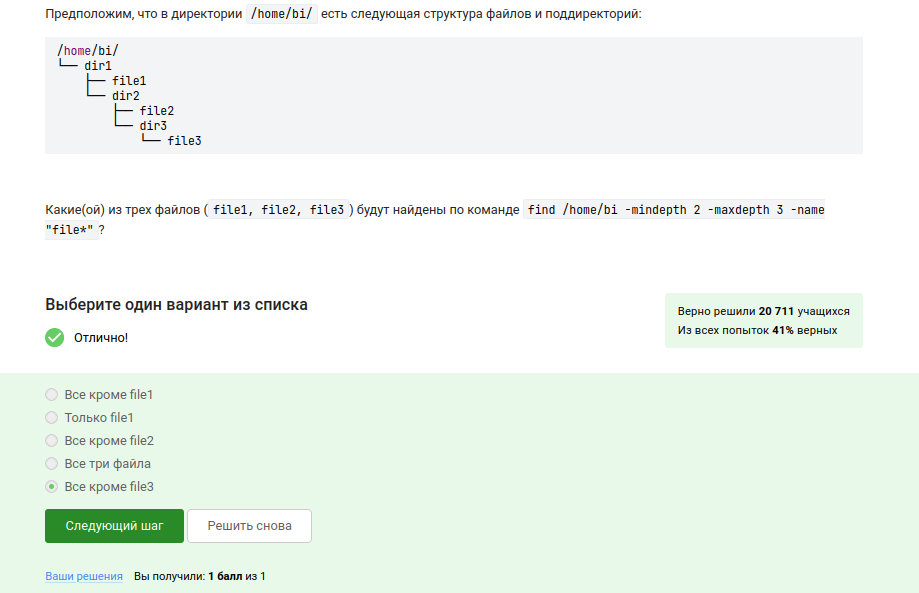 Предположим, что в директории /home/bi/ есть следующая структура файлов и поддиректорий:
/home/bi/
└── dir1
    ├── file1
    └── dir2
        ├── file2
        └── dir3
            └── file3
Какие(ой) из трех файлов ( file1, file2, file3 ) будут найдены по команде find /home/bi -mindepth 2 -maxdepth 3 -name
"file*" ?
Выберите один вариант из списка
Отлично!
Верно решили 20 711 учащихся
Из всех попыток 41% верных
Все кроме file1
Только file1
Все кроме file2
Все три файла
Все кроме file3
Следующий шаг
Решить снова
Ваши решения Вы получили: 1 балл из 1